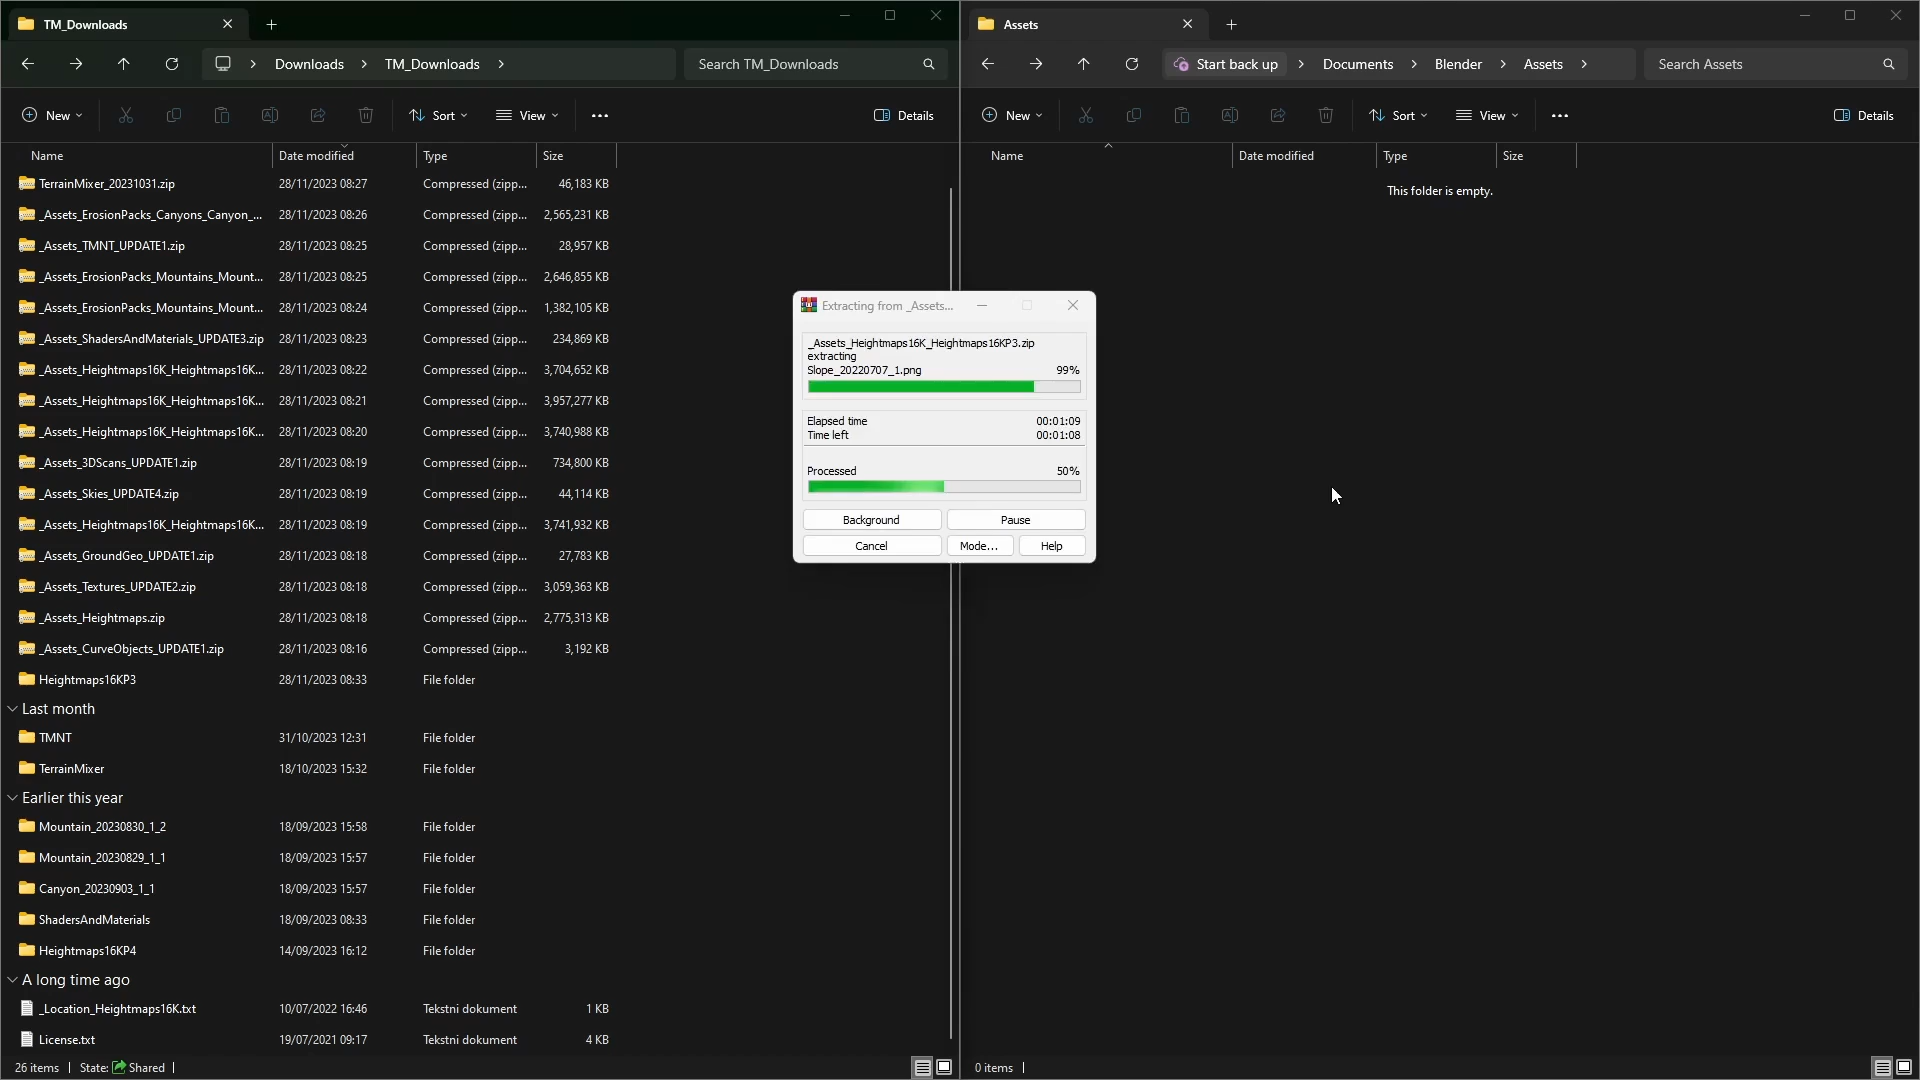 TM_Downloads
Downloads
TM_Downloads
Search TM_Downloads
New
Sort
View
Details
Name Date modified Type Size
TerrainMixer_20231031.zip 28/11/2023 08:27 Compressed (zipp... 46,183 KB
_Assets_ErosionPacks_Canyons_Canyon_... 28/11/2023 08:26 Compressed (zipp... 2,565,231 KB
_Assets_TMNT_UPDATE1.zip 28/11/2023 08:25 Compressed (zipp... 28,957 KB
_Assets_ErosionPacks_Mountains_Mount... 28/11/2023 08:25 Compressed (zipp... 2,646,855 KB
_Assets_ErosionPacks_Mountains_Mount... 28/11/2023 08:24 Compressed (zipp... 1,382,105 KB
_Assets_ShadersAndMaterials_UPDATE3.zip 28/11/2023 08:23 Compressed (zipp... 234,869 KB
_Assets_Heightmaps16K_Heightmaps16K... 28/11/2023 08:22 Compressed (zipp... 3,704,652 KB
_Assets_Heightmaps16K_Heightmaps16K... 28/11/2023 08:21 Compressed (zipp... 3,957,277 KB
_Assets_Heightmaps16K_Heightmaps16K... 28/11/2023 08:20 Compressed (zipp... 3,740,988 KB
_Assets_3DScans_UPDATE1.zip 28/11/2023 08:19 Compressed (zipp... 734,800 KB
_Assets_Skies_UPDATE4.zip 28/11/2023 08:19 Compressed (zipp... 44,114 KB
_Assets_Heightmaps16K_Heightmaps16K... 28/11/2023 08:19 Compressed (zipp... 3,741,932 KB
_Assets_GroundGeo_UPDATE1.zip 28/11/2023 08:18 Compressed (zipp... 27,783 KB
_Assets_Textures_UPDATE2.zip 28/11/2023 08:18 Compressed (zipp... 3,059,363 KB
_Assets_Heightmaps.zip 28/11/2023 08:18 Compressed (zipp... 2,775,313 KB
_Assets_CurveObjects_UPDATE1.zip 28/11/2023 08:16 Compressed (zipp... 3,192 KB
Heightmaps16KP3 28/11/2023 08:33 File folder
Last month
TMNT 31/10/2023 12:31 File folder
TerrainMixer 18/10/2023 15:32 File folder
Earlier this year
Mountain_20230830_1_2 18/09/2023 15:58 File folder
Mountain_20230829_1_1 18/09/2023 15:57 File folder
Canyon_20230903_1_1 18/09/2023 15:57 File folder
ShadersAndMaterials 18/09/2023 08:33 File folder
Heightmaps16KP4 14/09/2023 16:12 File folder
A long time ago
_Location_Heightmaps16K.txt 10/07/2022 16:46 Tekstni dokument 1 KB
License.txt 19/07/2021 09:17 Tekstni dokument 4 KB
26 items State: Shared
Extracting from _Assets...
_Assets_Heightmaps16K_Heightmaps16KP3.zip
extracting
Slope_20220707_1.png 99%
Elapsed time 00:01:09
Time left 00:01:08
Processed 50%
Background Pause
Cancel Mode... Help
Assets
Start back up
Documents
Blender
Assets
Search Assets
New
Sort
View
Details
Name Date modified Type Size
This folder is empty.
0 items